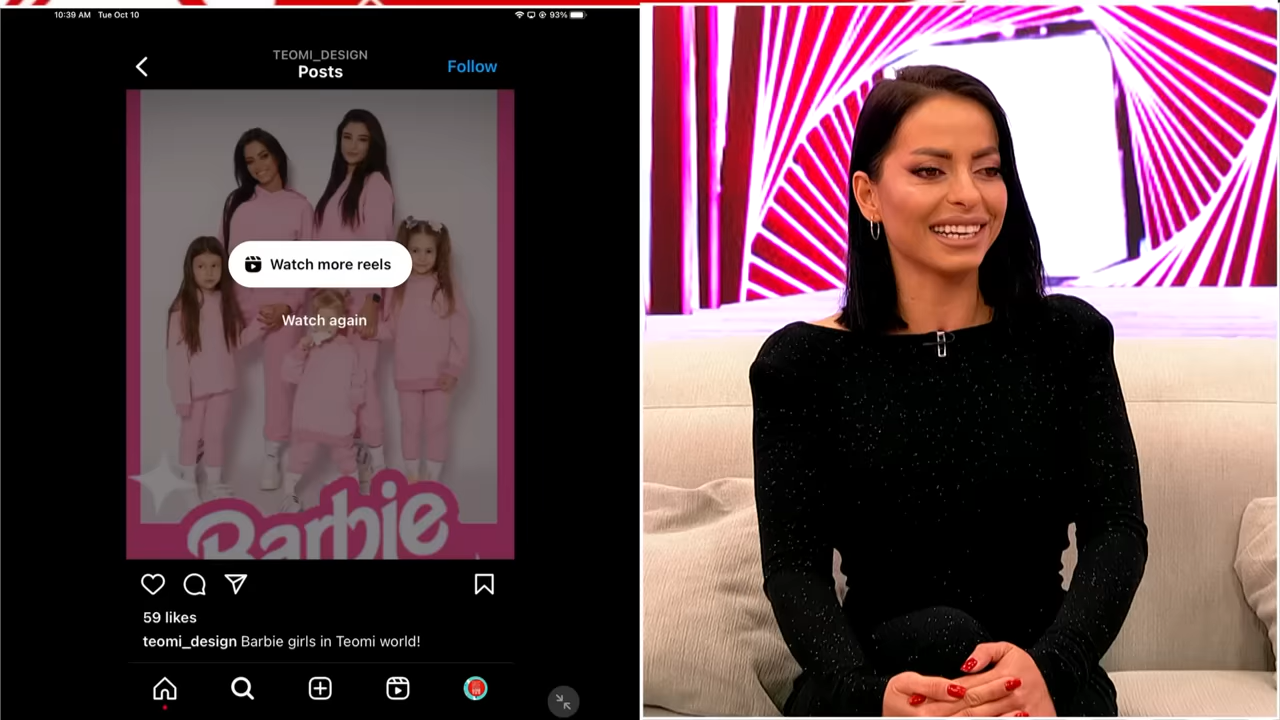 10:39 AM Tue Oct 10
93%
TEOMI_DESIGN
Posts
Follow
Watch more reels
Watch again
Barbie
59 likes
teomi_design Barbie girls in Teomi world!